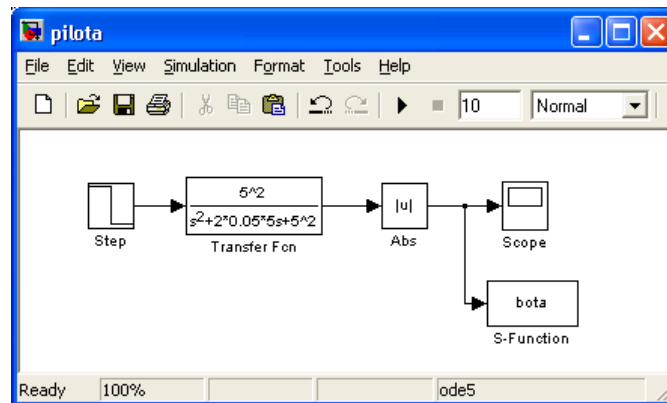 pilota
File Edit View Simulation Format Tools Help
10 Normal
5^2
s²+2*0.05*5s+5^2
|u|
Step
Transfer Fcn
Abs
Scope
bota
S-Function
Ready 100% ode5